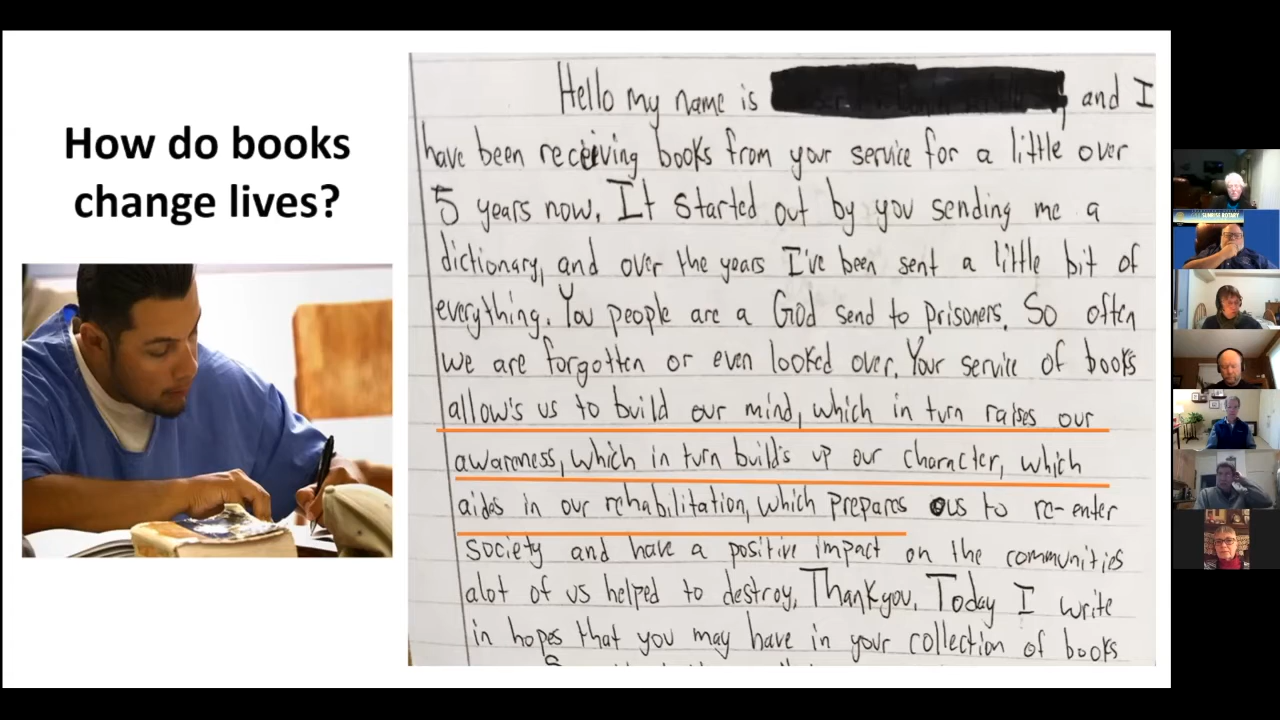 How do books
change lives?
Hello my name is and I
have been receiving books from your service for a little over
5 years now. It started out by you sending me a
dictionary, and over the years I've been sent a little bit of
everything. You people are a God send to prisoners. So often
we are forgotten or even looked over. Your service of books
allow's us to build our mind, which in turn raises our
awareness, which in turn build's up our character, which
aides in our rehabilitation, which prepares us to re-enter
society and have a positive impact on the communities
alot of us helped to destroy. Thankyou. Today I write
in hopes that you may have in your collection of books
SUNRISE ROTARY